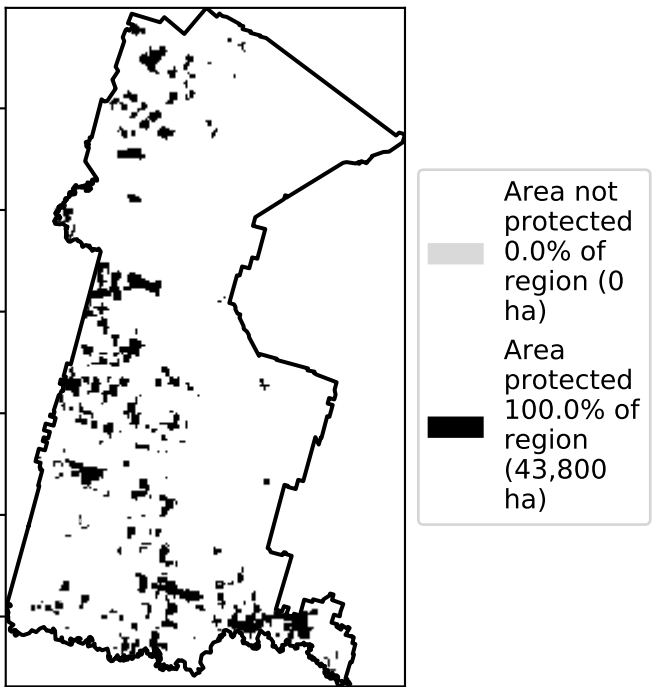 Area not
protected
0.0% of
region (0
ha)
Area
protected
100.0% of
region
(43,800
ha)